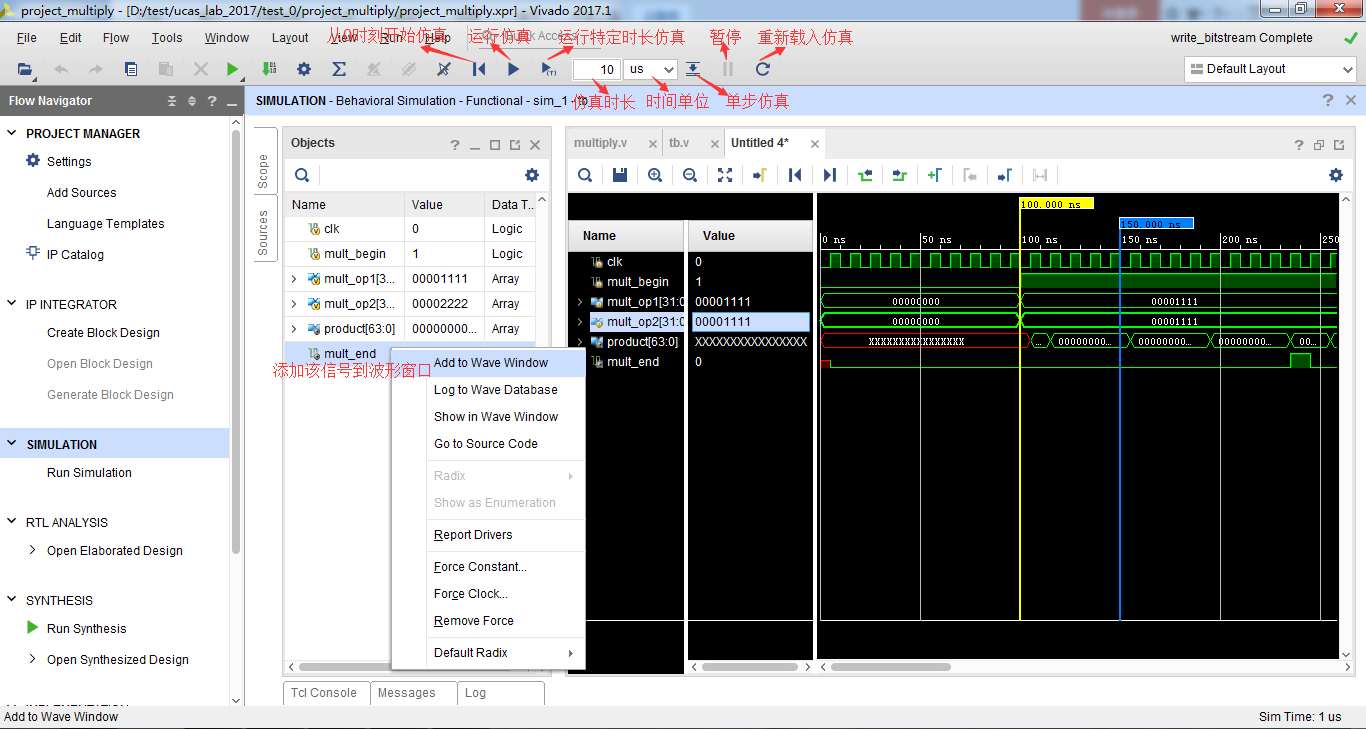 project_multiply - [D:/test/ucas_lab_2017/test_0/project_multiply/project_multiply.xpr] - Vivado 2017.1
File Edit Flow Tools Window Layout View Run Help
write_bitstream Complete
从0时刻开始仿真 运行仿真 运行特定时长仿真 暂停 重新载入仿真
10 us
Default Layout
仿真时长 时间单位 单步仿真
Flow Navigator
SIMULATION - Behavioral Simulation - Functional - sim_1 - tb
PROJECT MANAGER
Settings
Add Sources
Language Templates
IP Catalog
IP INTEGRATOR
Create Block Design
Open Block Design
Generate Block Design
SIMULATION
Run Simulation
RTL ANALYSIS
Open Elaborated Design
SYNTHESIS
Run Synthesis
Open Synthesized Design
Scope
Sources
Objects
Name Value Data T...
clk 0 Logic
mult_begin 1 Logic
mult_op1[3... 00001111 Array
mult_op2[3... 00002222 Array
product[63:0] 00000000... Array
mult_end
添加该信号到波形窗口
Add to Wave Window
Log to Wave Database
Show in Wave Window
Go to Source Code
Radix
Show as Enumeration
Report Drivers
Force Constant...
Force Clock...
Remove Force
Default Radix
multiply.v tb.v Untitled 4*
100.000 ns
150.000 ns
Name Value
0 ns 50 ns 100 ns 150 ns 200 ns 250
clk 0
mult_begin 1
mult_op1[31:0 00001111 00000000 00001111
mult_op2[31:0 00001111 00000000 00001111
product[63:0] XXXXXXXXXXXXXXXX XXXXXXXXXXXXXXXX ... 00000000... 00000000... 00000000... 00...
mult_end 0
Tcl Console Messages Log
Add to Wave Window
Sim Time: 1 us